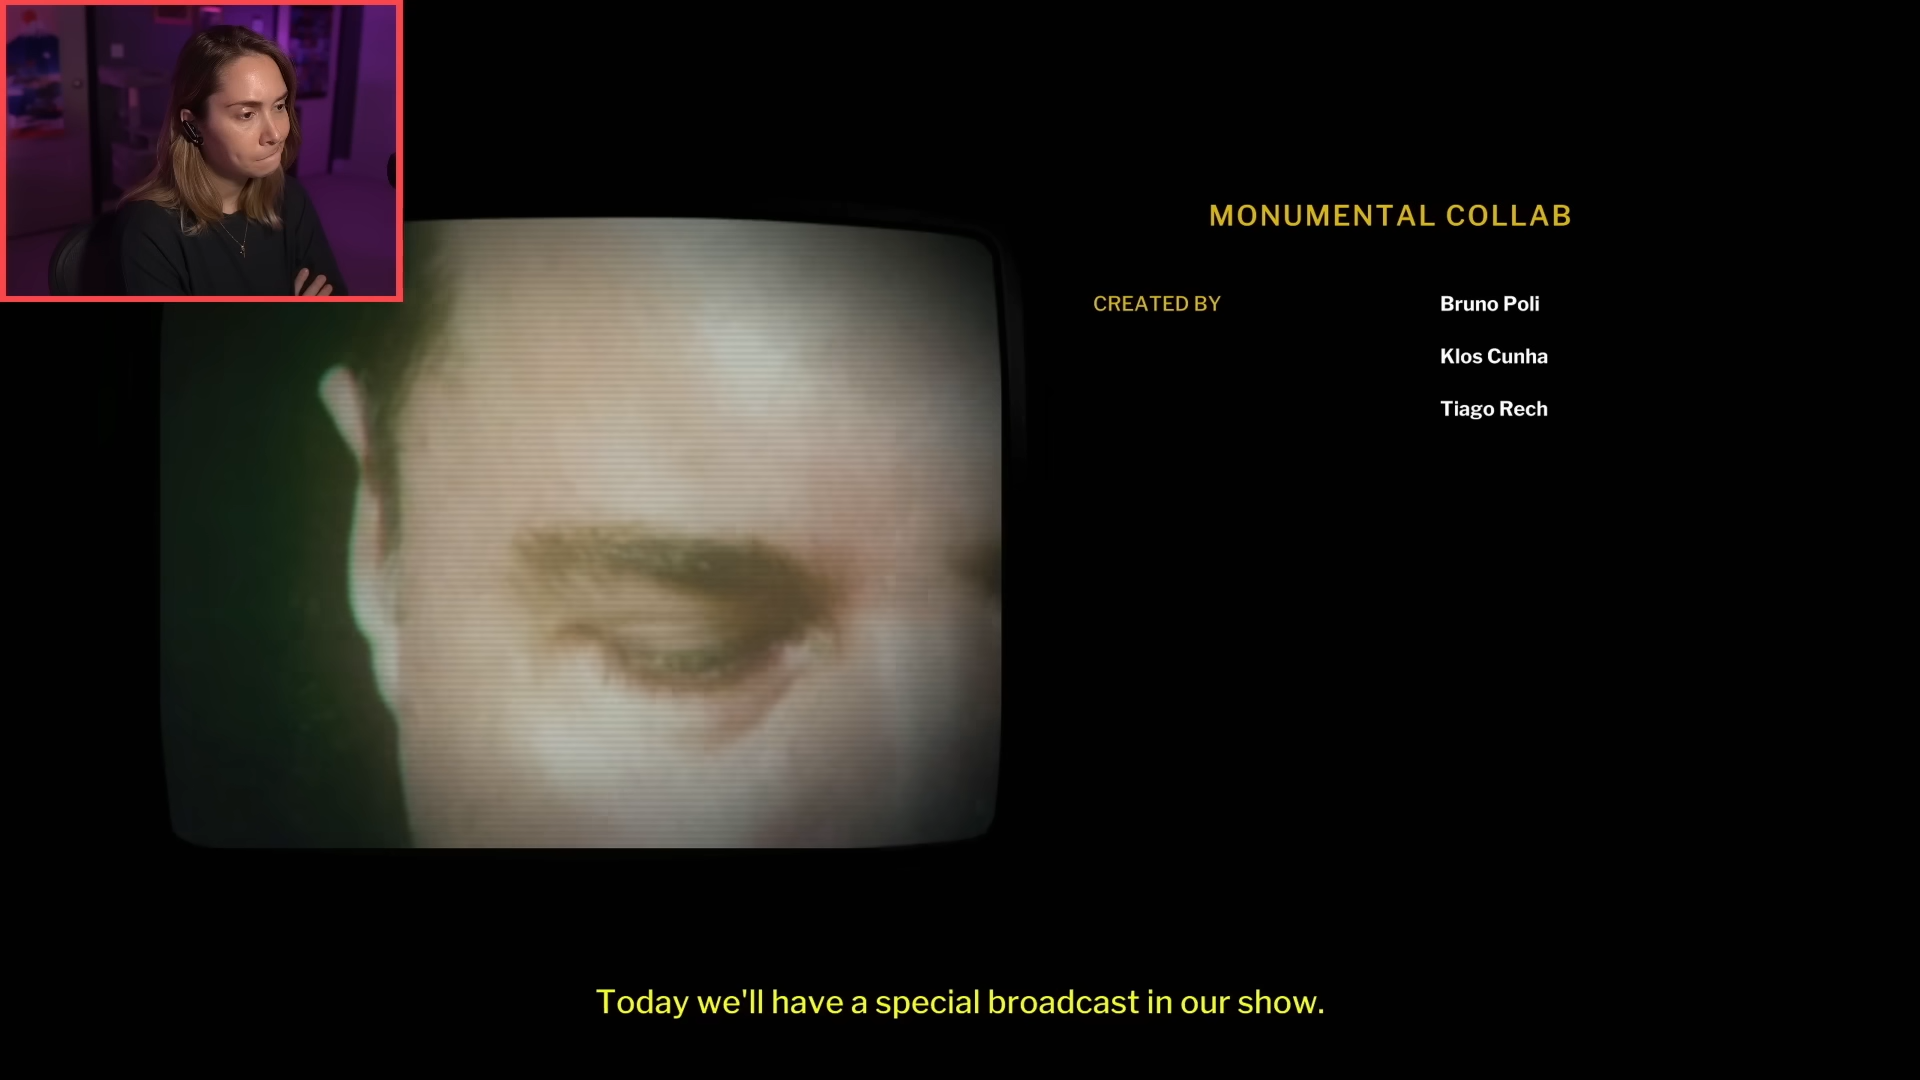 MONUMENTAL COLLAB
CREATED BY
Bruno Poli
Klos Cunha
Tiago Rech
Today we'll have a special broadcast in our show.